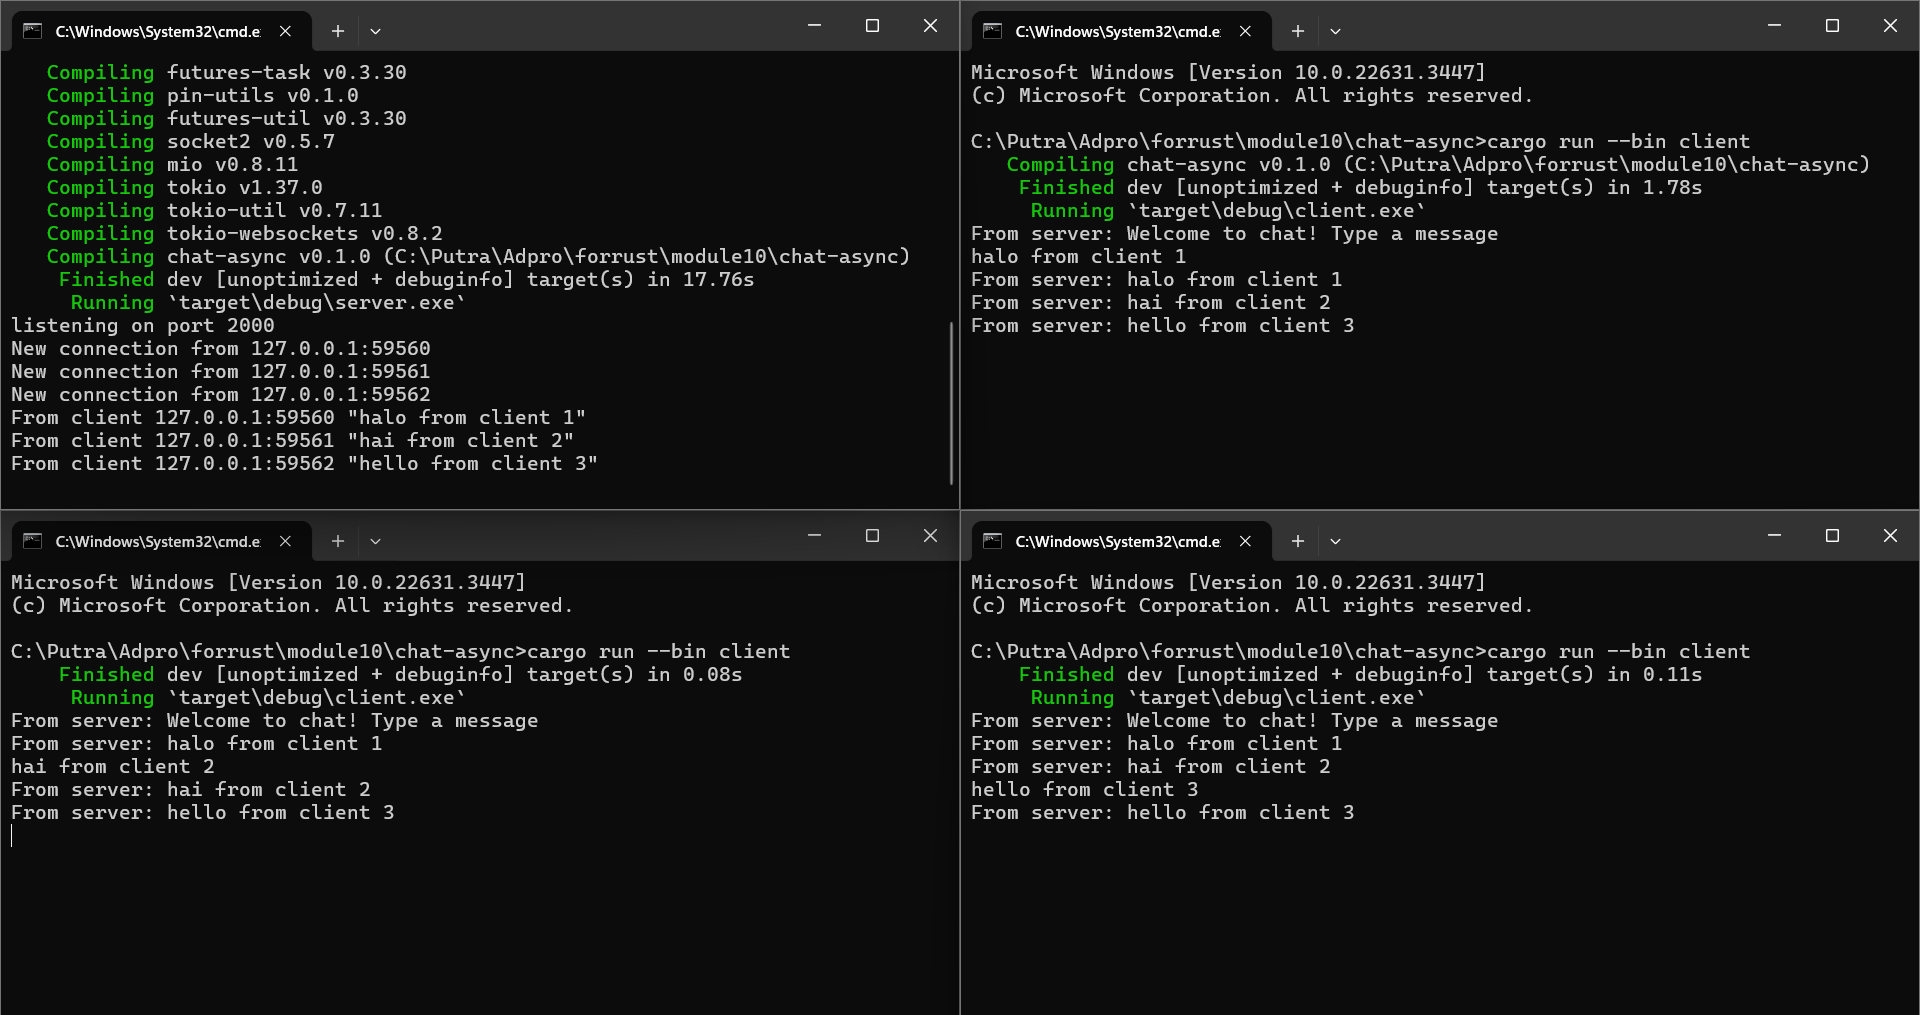 C:\Windows\System32\cmd.e
Compiling futures-task v0.3.30
Compiling pin-utils v0.1.0
Compiling futures-util v0.3.30
Compiling socket2 v0.5.7
Compiling mio v0.8.11
Compiling tokio v1.37.0
Compiling tokio-util v0.7.11
Compiling tokio-websockets v0.8.2
Compiling chat-async v0.1.0 (C:\Putra\Adpro\forrust\module10\chat-async)
Finished dev [unoptimized + debuginfo] target(s) in 17.76s
Running `target\debug\server.exe`
listening on port 2000
New connection from 127.0.0.1:59560
New connection from 127.0.0.1:59561
New connection from 127.0.0.1:59562
From client 127.0.0.1:59560 "halo from client 1"
From client 127.0.0.1:59561 "hai from client 2"
From client 127.0.0.1:59562 "hello from client 3"
C:\Windows\System32\cmd.e
Microsoft Windows [Version 10.0.22631.3447]
(c) Microsoft Corporation. All rights reserved.
C:\Putra\Adpro\forrust\module10\chat-async>cargo run --bin client
Compiling chat-async v0.1.0 (C:\Putra\Adpro\forrust\module10\chat-async)
Finished dev [unoptimized + debuginfo] target(s) in 1.78s
Running `target\debug\client.exe`
From server: Welcome to chat! Type a message
halo from client 1
From server: halo from client 1
From server: hai from client 2
From server: hello from client 3
C:\Windows\System32\cmd.e
Microsoft Windows [Version 10.0.22631.3447]
(c) Microsoft Corporation. All rights reserved.
C:\Putra\Adpro\forrust\module10\chat-async>cargo run --bin client
Finished dev [unoptimized + debuginfo] target(s) in 0.08s
Running `target\debug\client.exe`
From server: Welcome to chat! Type a message
From server: halo from client 1
hai from client 2
From server: hai from client 2
From server: hello from client 3
C:\Windows\System32\cmd.e
Microsoft Windows [Version 10.0.22631.3447]
(c) Microsoft Corporation. All rights reserved.
C:\Putra\Adpro\forrust\module10\chat-async>cargo run --bin client
Finished dev [unoptimized + debuginfo] target(s) in 0.11s
Running `target\debug\client.exe`
From server: Welcome to chat! Type a message
From server: halo from client 1
From server: hai from client 2
hello from client 3
From server: hello from client 3